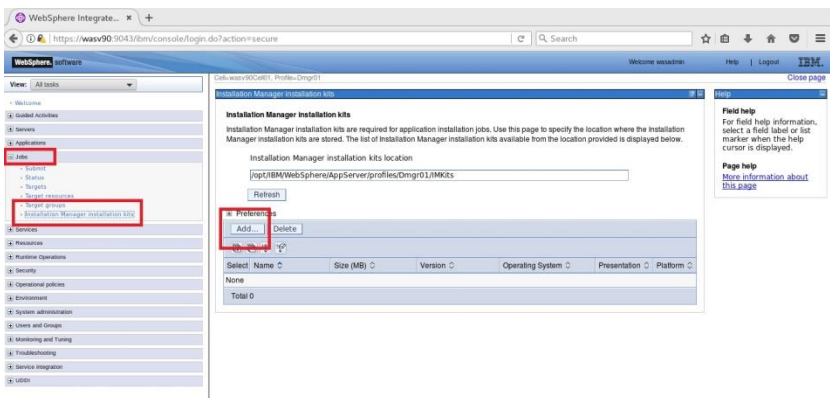 WebSphere Integrate... × +
https://wasv90:9043/ibm/console/login.do?action=secure
Search
WebSphere. software
Welcome wasadmin
Help | Logout
IBM.
View: All tasks
Cell=wasv90Cell01, Profile=Dmgr01
Close page
Welcome
Guided Activities
Servers
Applications
Jobs
Submit
Status
Targets
Target resources
Target groups
Installation Manager installation kits
Services
Resources
Runtime Operations
Security
Operational policies
Environment
System administration
Users and Groups
Monitoring and Tuning
Troubleshooting
Service integration
UDDI
Installation Manager installation kits
Installation Manager installation kits
Installation Manager installation kits are required for application installation jobs. Use this page to specify the location where the Installation
Manager installation kits are stored. The list of Installation Manager installation kits available from the location provided is displayed below.
Installation Manager installation kits location
/opt/IBM/WebSphere/AppServer/profiles/Dmgr01/IMKits
Refresh
Preferences
Add... Delete
Select Name Size (MB) Version Operating System Presentation Platform
None
Total 0
Help
Field help
For field help information,
select a field label or list
marker when the help
cursor is displayed.
Page help
More information about
this page